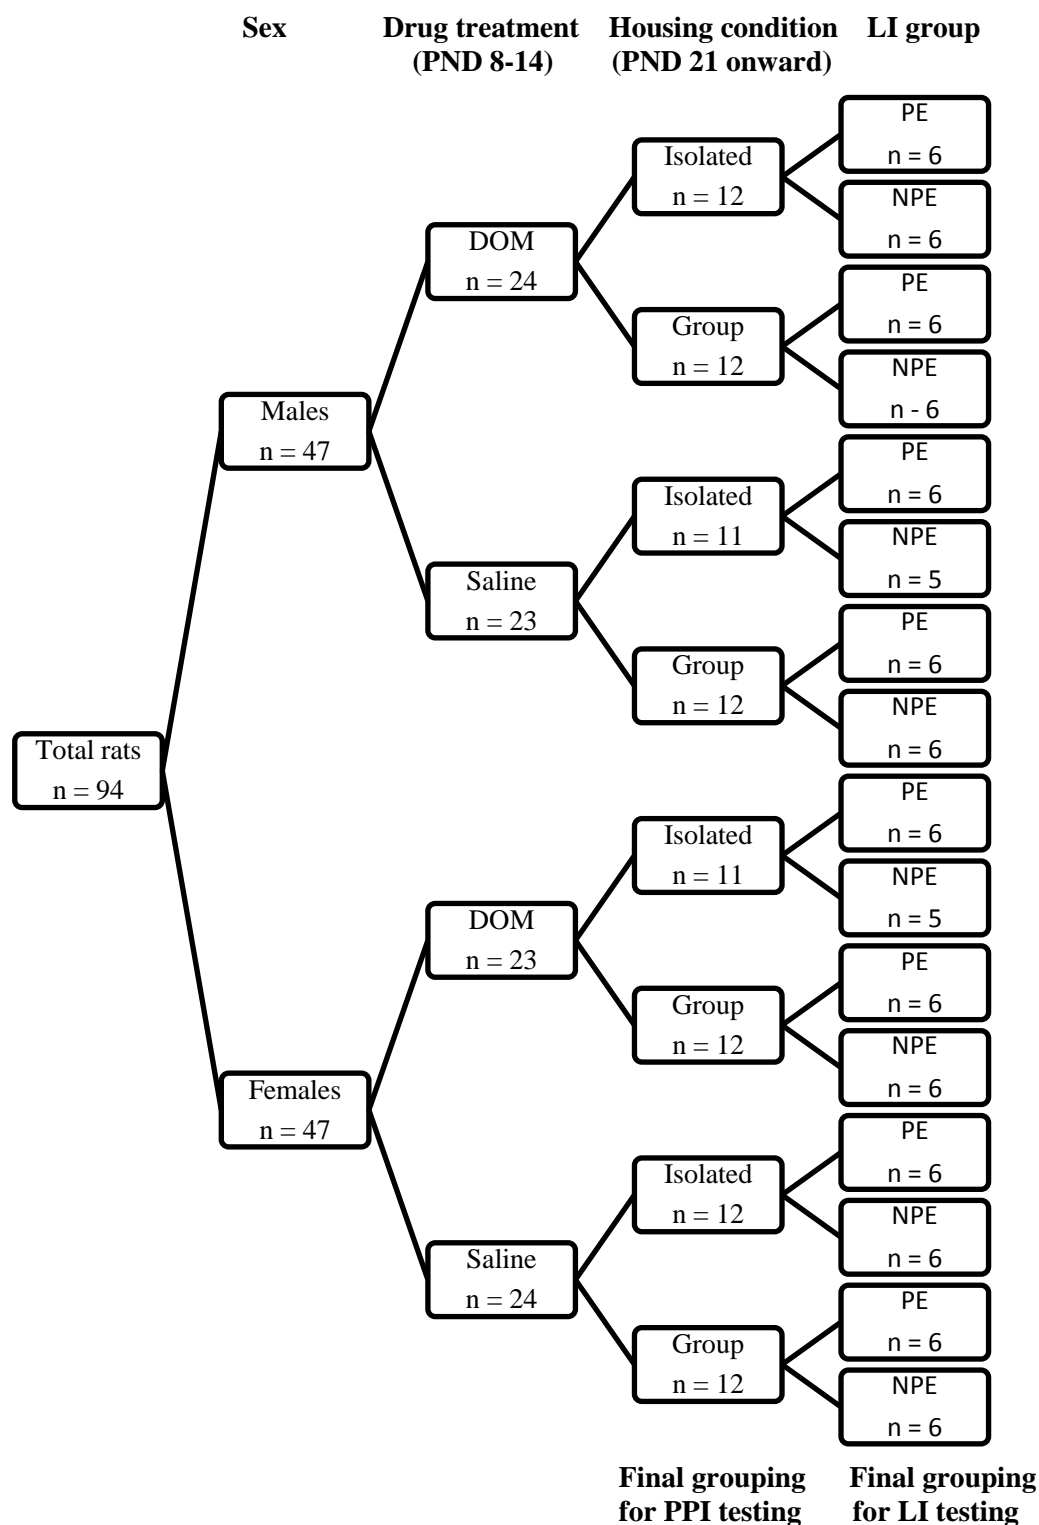 Sex
Drug treatment
(PND 8-14)
Housing condition
(PND 21 onward)
LI group
Total rats
n = 94
Males
n = 47
DOM
n = 24
Isolated
n = 12
PE
n = 6
NPE
n = 6
Group
n = 12
PE
n = 6
NPE
n - 6
Saline
n = 23
Isolated
n = 11
PE
n = 6
NPE
n = 5
Group
n = 12
PE
n = 6
NPE
n = 6
Females
n = 47
DOM
n = 23
Isolated
n = 11
PE
n = 6
NPE
n = 5
Group
n = 12
PE
n = 6
NPE
n = 6
Saline
n = 24
Isolated
n = 12
PE
n = 6
NPE
n = 6
Group
n = 12
PE
n = 6
NPE
n = 6
Final grouping
for PPI testing
Final grouping
for LI testing